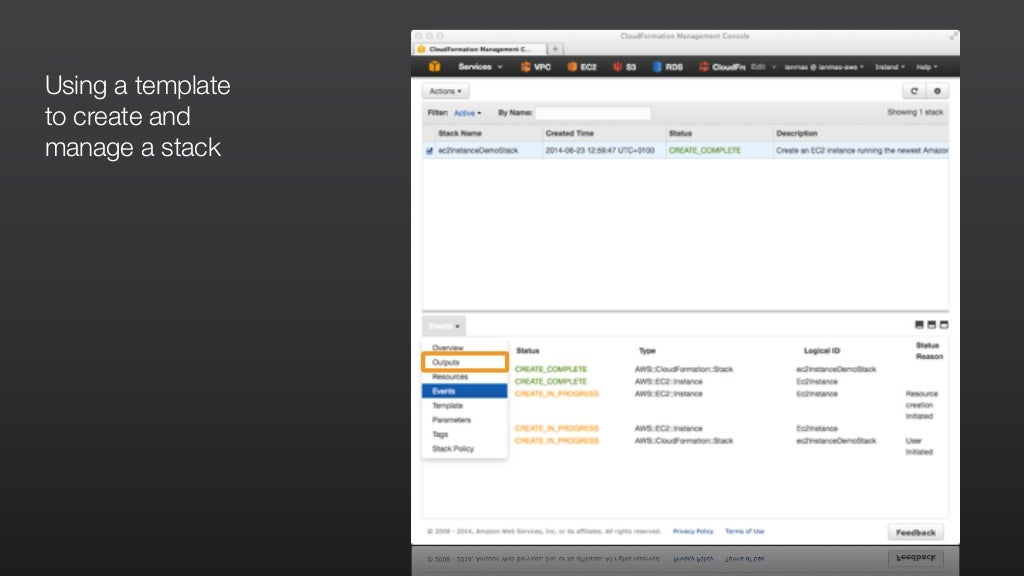 Using a template
to create and
manage a stack
CloudFormation Management Console
CloudFormation Management C...
Services VPC EC2 S3 RDS CloudFor Edit ianmas @ ianmas-aws Ireland Help
Actions
Filter: Active By Name: Showing 1 stack
Stack Name Created Time Status Description
ec2InstanceDemoStack 2014-06-23 12:59:47 UTC+0100 CREATE_COMPLETE Create an EC2 instance running the newest Amazon
Events
Overview
Outputs
Resources
Events
Template
Parameters
Tags
Stack Policy
Status Type Logical ID Status Reason
CREATE_COMPLETE AWS::CloudFormation::Stack ec2InstanceDemoStack
CREATE_COMPLETE AWS::EC2::Instance Ec2Instance
CREATE_IN_PROGRESS AWS::EC2::Instance Ec2Instance Resource creation Initiated
CREATE_IN_PROGRESS AWS::EC2::Instance Ec2Instance
CREATE_IN_PROGRESS AWS::CloudFormation::Stack ec2InstanceDemoStack User Initiated
© 2008 - 2014, Amazon Web Services, Inc. or its affiliates. All rights reserved. Privacy Policy Terms of Use Feedback